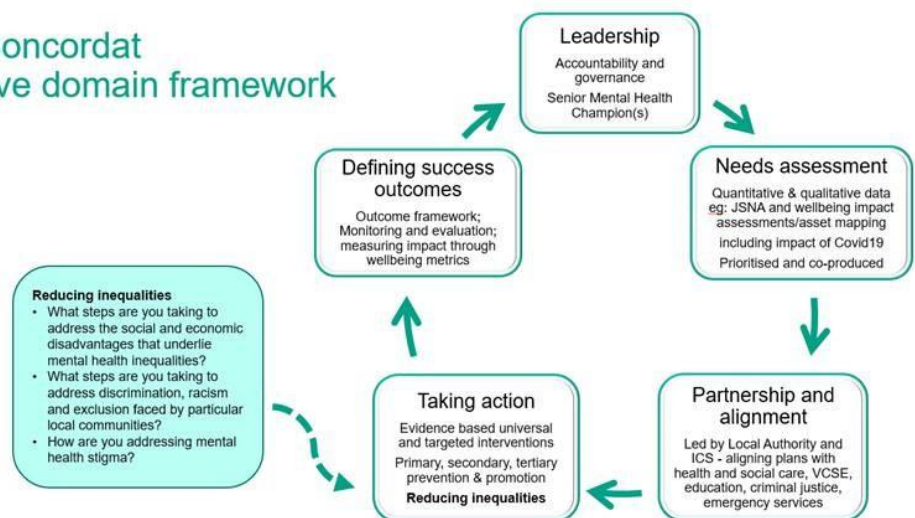 oncordat
ve domain framework
Leadership
Accountability and
governance
Senior Mental Health
Champion(s)
Needs assessment
Quantitative & qualitative data
eg: JSNA and wellbeing impact
assessments/asset mapping
including impact of Covid19
Prioritised and co-produced
Partnership and
alignment
Led by Local Authority and
ICS - aligning plans with
health and social care, VCSE,
education, criminal justice,
emergency services
Taking action
Evidence based universal
and targeted interventions
Primary, secondary, tertiary
prevention & promotion
Reducing inequalities
Defining success
outcomes
Outcome framework;
Monitoring and evaluation;
measuring impact through
wellbeing metrics
Reducing inequalities
• What steps are you taking to
address the social and economic
disadvantages that underlie
mental health inequalities?
• What steps are you taking to
address discrimination, racism
and exclusion faced by particular
local communities?
• How are you addressing mental
health stigma?